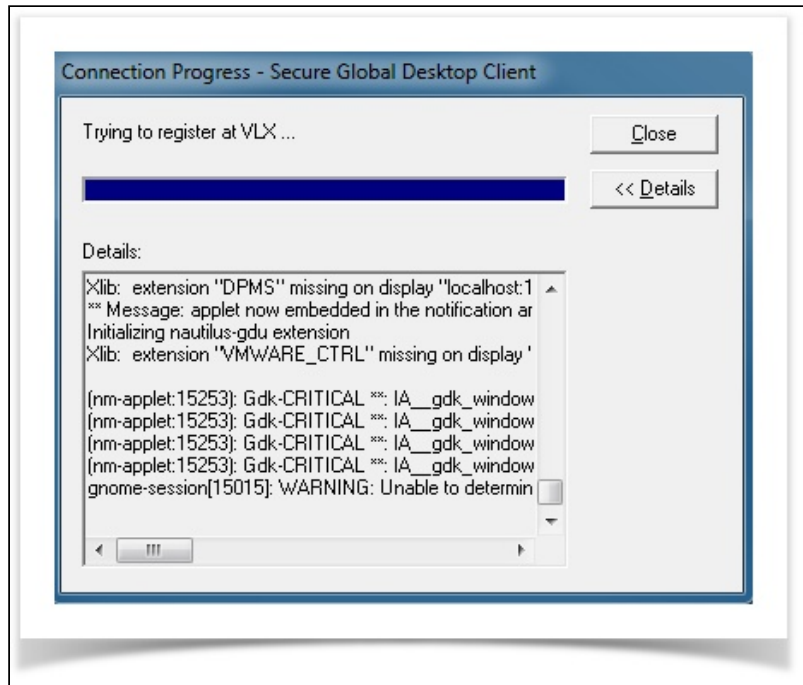 Connection Progress - Secure Global Desktop Client
Trying to register at VLX ...
Close
<< Details
Details:
Xlib: extension "DPMS" missing on display "localhost:1
** Message: applet now embedded in the notification ar
Initializing nautilus-gdu extension
Xlib: extension "VMWARE_CTRL" missing on display '
(nm-applet:15253): Gdk-CRITICAL **: IA__gdk_window
(nm-applet:15253): Gdk-CRITICAL **: IA__gdk_window
(nm-applet:15253): Gdk-CRITICAL **: IA__gdk_window
(nm-applet:15253): Gdk-CRITICAL **: IA__gdk_window
gnome-session[15015]: WARNING: Unable to determin